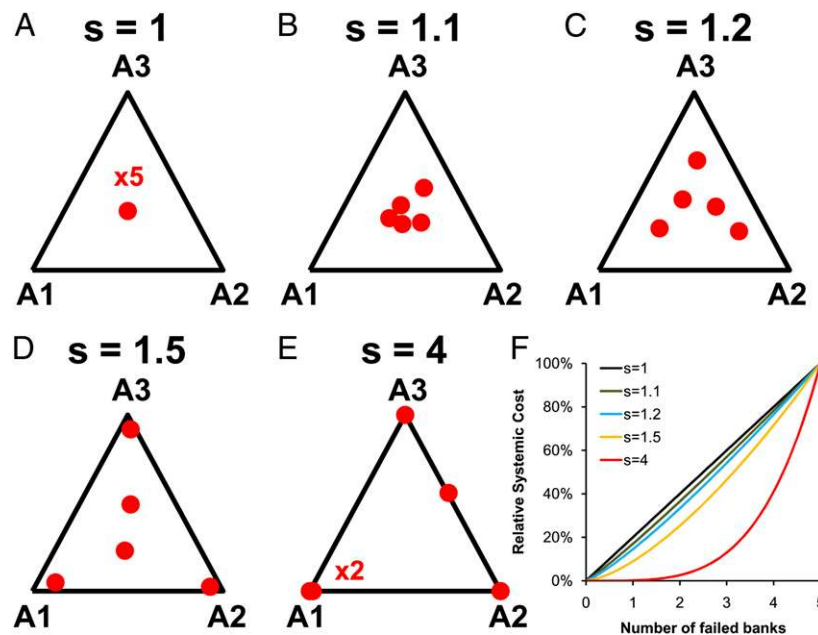 A s = 1
A3
x5
A1 A2
B s = 1.1
A3
A1 A2
C s = 1.2
A3
A1 A2
D s = 1.5
A3
A1 A2
E s = 4
A3
x2
A1 A2
F
Relative Systemic Cost
100%
80%
60%
40%
20%
0%
s=1
s=1.1
s=1.2
s=1.5
s=4
0 1 2 3 4 5
Number of failed banks